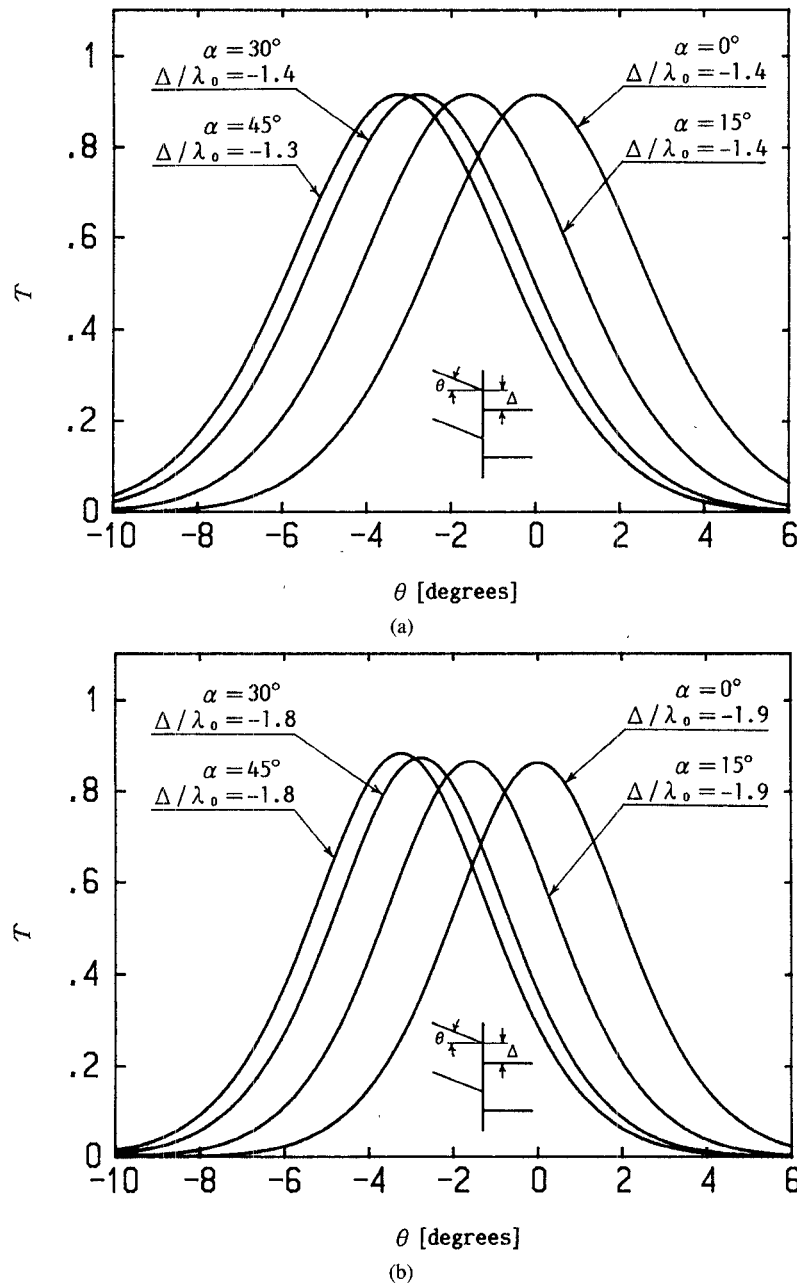 1
α = 30°
Δ/λ₀ = -1.4
α = 0°
Δ/λ₀ = -1.4
α = 45°
Δ/λ₀ = -1.3
α = 15°
Δ/λ₀ = -1.4
.8
.6
T
.4
θ
Δ
.2
0
-10 -8 -6 -4 -2 0 2 4 6
θ [degrees]
(a)
1
α = 30°
Δ/λ₀ = -1.8
α = 0°
Δ/λ₀ = -1.9
α = 45°
Δ/λ₀ = -1.8
α = 15°
Δ/λ₀ = -1.9
.8
.6
T
.4
θ
Δ
.2
0
-10 -8 -6 -4 -2 0 2 4 6
θ [degrees]
(b)